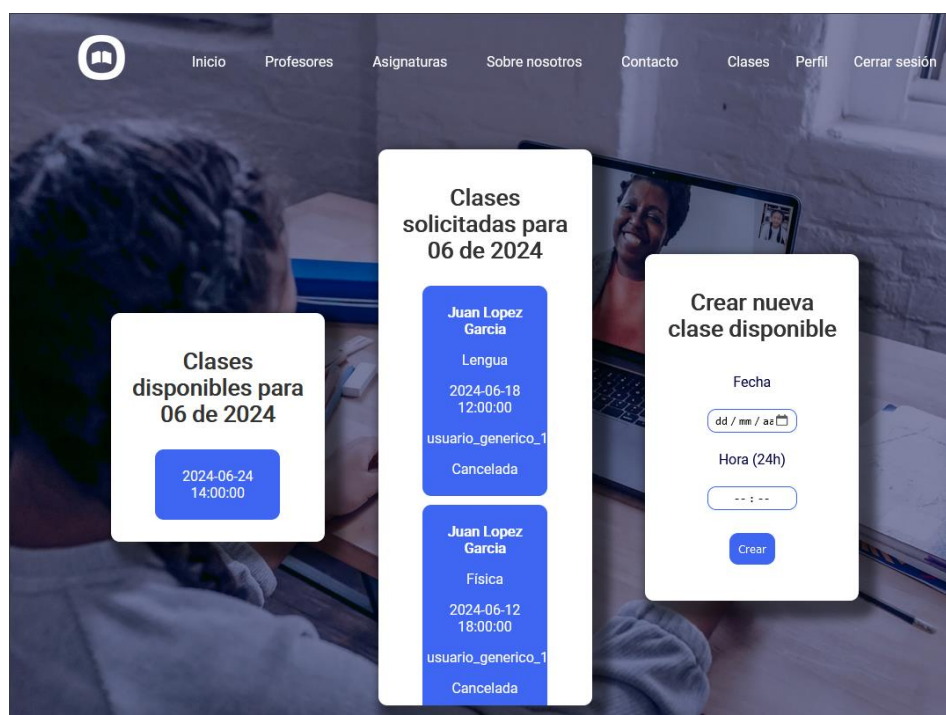 Inicio Profesores Asignaturas Sobre nosotros Contacto Clases Perfil Cerrar sesión
Clases
disponibles para
06 de 2024
2024-06-24
14:00:00
Clases
solicitadas para
06 de 2024
Juan Lopez
Garcia
Lengua
2024-06-18
12:00:00
usuario_generico_1
Cancelada
Juan Lopez
Garcia
Física
2024-06-12
18:00:00
usuario_generico_1
Cancelada
Crear nueva
clase disponible
Fecha
dd / mm / aa
Hora (24h)
-- : --
Crear